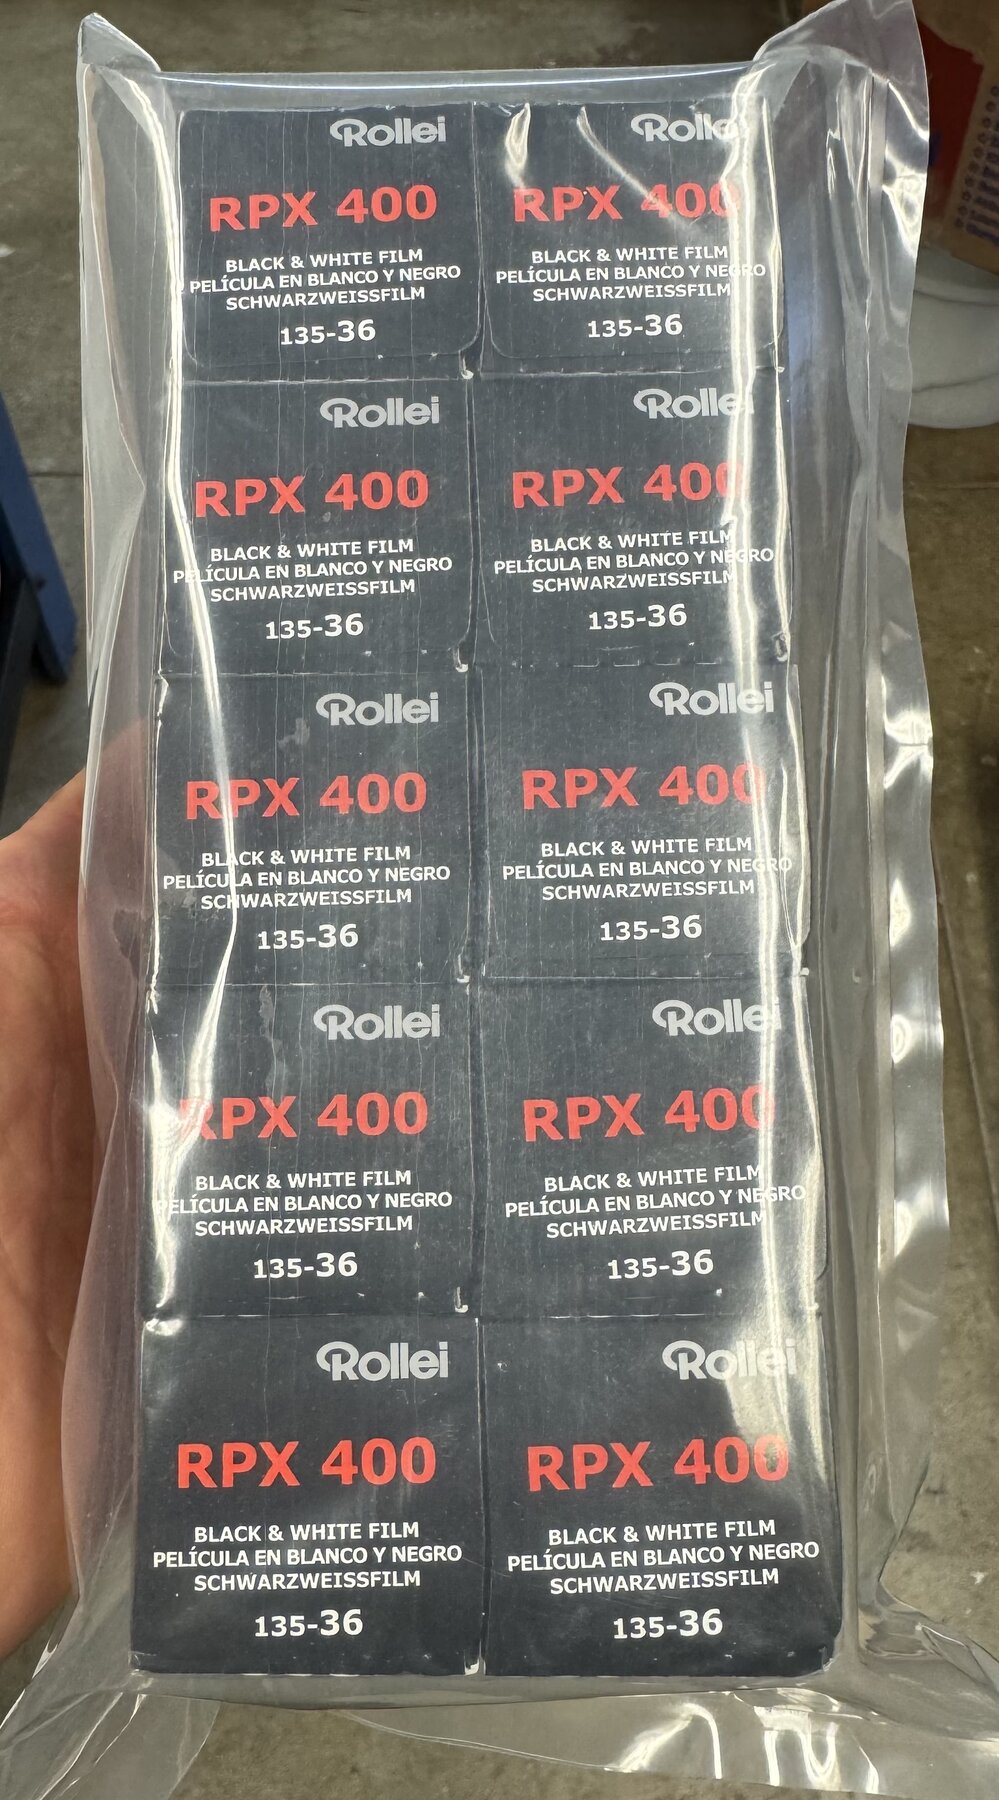 Rollei
RPX 400
BLACK & WHITE FILM
PELÍCULA EN BLANCO Y NEGRO
SCHWARZWEISSFILM
135-36
Rollei
RPX 400
BLACK & WHITE FILM
PELÍCULA EN BLANCO Y NEGRO
SCHWARZWEISSFILM
135-36
Rollei
RPX 400
BLACK & WHITE FILM
PELÍCULA EN BLANCO Y NEGRO
SCHWARZWEISSFILM
135-36
Rollei
RPX 400
BLACK & WHITE FILM
PELÍCULA EN BLANCO Y NEGRO
SCHWARZWEISSFILM
135-36
Rollei
RPX 400
BLACK & WHITE FILM
PELÍCULA EN BLANCO Y NEGRO
SCHWARZWEISSFILM
135-36
Rollei
RPX 400
BLACK & WHITE FILM
PELÍCULA EN BLANCO Y NEGRO
SCHWARZWEISSFILM
135-36
Rollei
RPX 400
BLACK & WHITE FILM
PELÍCULA EN BLANCO Y NEGRO
SCHWARZWEISSFILM
135-36
Rollei
RPX 400
BLACK & WHITE FILM
PELÍCULA EN BLANCO Y NEGRO
SCHWARZWEISSFILM
135-36
Rollei
RPX 400
BLACK & WHITE FILM
PELÍCULA EN BLANCO Y NEGRO
SCHWARZWEISSFILM
135-36
Rollei
RPX 400
BLACK & WHITE FILM
PELÍCULA EN BLANCO Y NEGRO
SCHWARZWEISSFILM
135-36